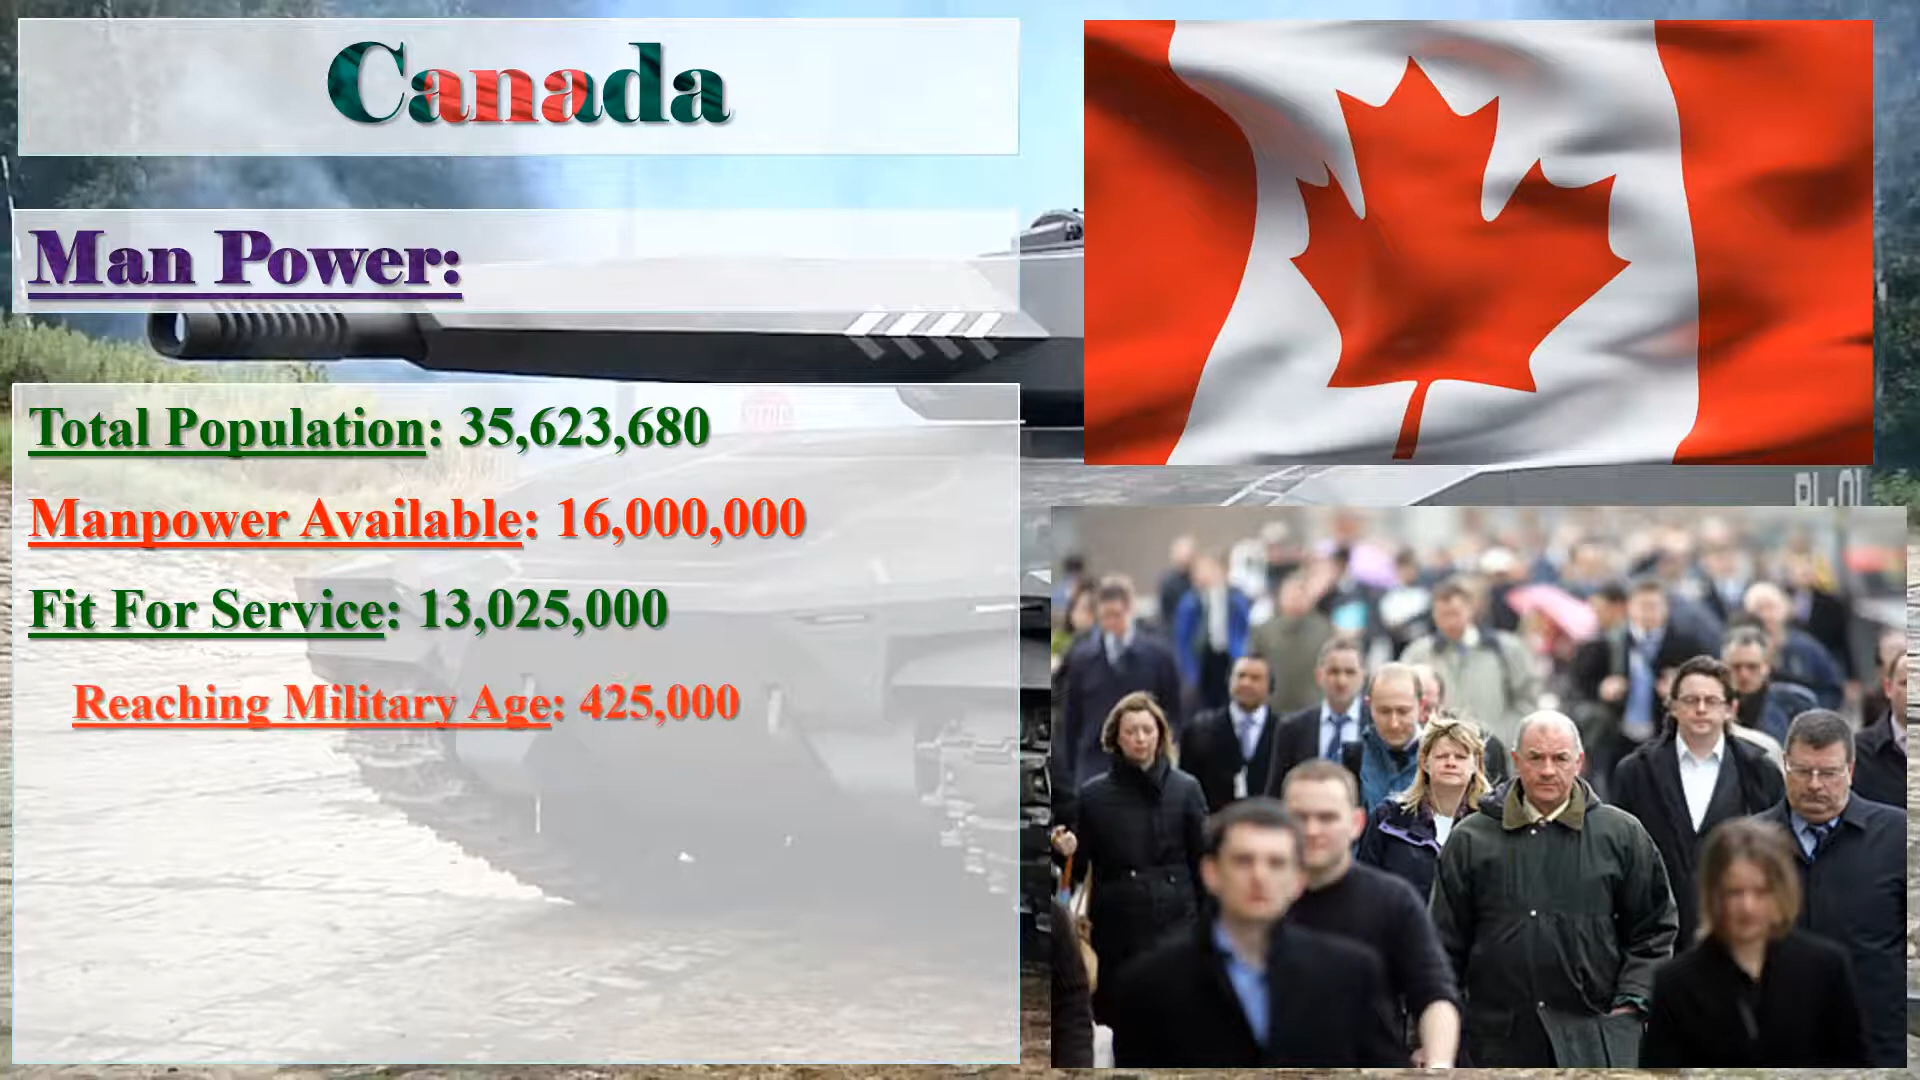 Canada
Man Power:
Total Population: 35,623,680
Manpower Available: 16,000,000
Fit For Service: 13,025,000
Reaching Military Age: 425,000
STOP